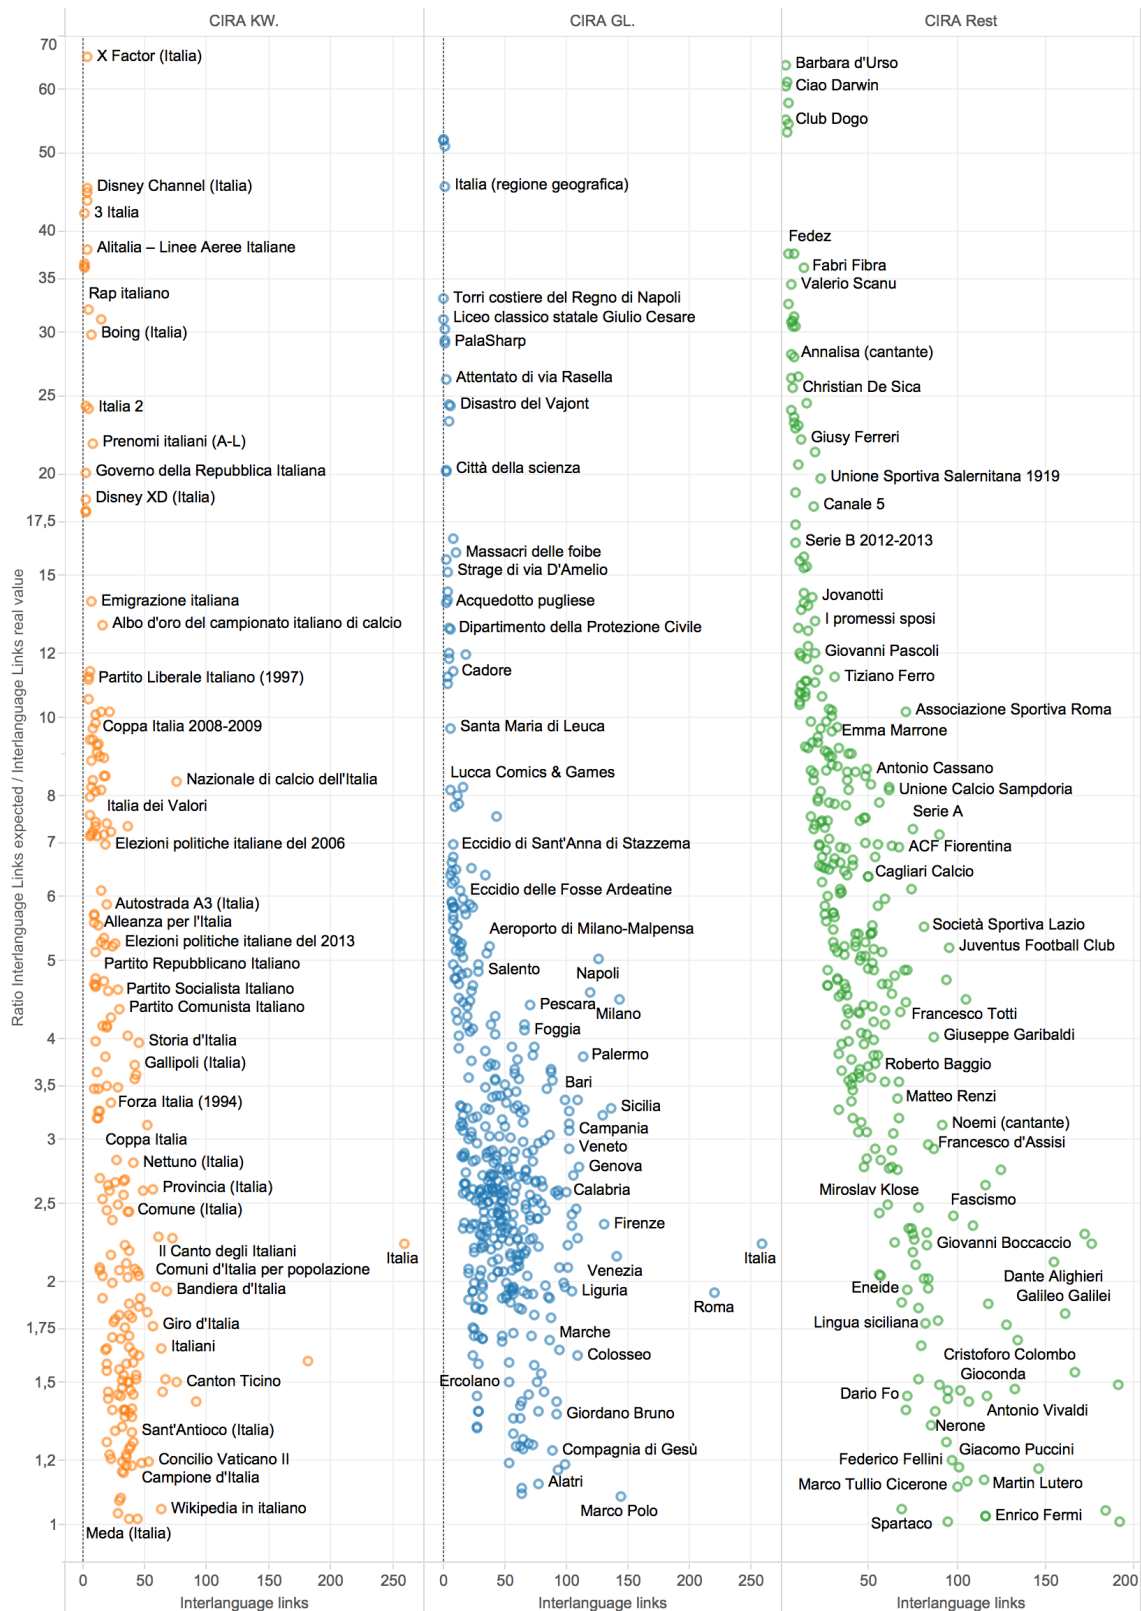 CIRA KW.
CIRA GL.
CIRA Rest
Ratio Interlanguage Links expected / Interlanguage Links real value
70
60
50
40
35
30
25
20
17,5
15
12
10
8
7
6
5
4
3,5
3
2,5
2
1,75
1,5
1,2
1
X Factor (Italia)
Disney Channel (Italia)
3 Italia
Alitalia – Linee Aeree Italiane
Rap italiano
Boing (Italia)
Italia 2
Prenomi italiani (A-L)
Governo della Repubblica Italiana
Disney XD (Italia)
Emigrazione italiana
Albo d'oro del campionato italiano di calcio
Partito Liberale Italiano (1997)
Coppa Italia 2008-2009
Nazionale di calcio dell'Italia
Italia dei Valori
Elezioni politiche italiane del 2006
Autostrada A3 (Italia)
Alleanza per l'Italia
Elezioni politiche italiane del 2013
Partito Repubblicano Italiano
Partito Socialista Italiano
Partito Comunista Italiano
Storia d'Italia
Gallipoli (Italia)
Forza Italia (1994)
Coppa Italia
Nettuno (Italia)
Provincia (Italia)
Comune (Italia)
Il Canto degli Italiani
Italia
Comuni d'Italia per popolazione
Bandiera d'Italia
Giro d'Italia
Italiani
Canton Ticino
Sant'Antioco (Italia)
Concilio Vaticano II
Campione d'Italia
Wikipedia in italiano
Meda (Italia)
Italia (regione geografica)
Torri costiere del Regno di Napoli
Liceo classico statale Giulio Cesare
PalaSharp
Attentato di via Rasella
Disastro del Vajont
Città della scienza
Massacri delle foibe
Strage di via D'Amelio
Acquedotto pugliese
Dipartimento della Protezione Civile
Cadore
Santa Maria di Leuca
Lucca Comics & Games
Eccidio di Sant'Anna di Stazzema
Eccidio delle Fosse Ardeatine
Aeroporto di Milano-Malpensa
Salento
Napoli
Pescara
Milano
Foggia
Palermo
Bari
Sicilia
Campania
Veneto
Genova
Calabria
Firenze
Italia
Venezia
Liguria
Roma
Marche
Colosseo
Ercolano
Giordano Bruno
Compagnia di Gesù
Alatri
Marco Polo
Barbara d'Urso
Ciao Darwin
Club Dogo
Fedez
Fabri Fibra
Valerio Scanu
Annalisa (cantante)
Christian De Sica
Giusy Ferreri
Unione Sportiva Salernitana 1919
Canale 5
Serie B 2012-2013
Jovanotti
I promessi sposi
Giovanni Pascoli
Tiziano Ferro
Associazione Sportiva Roma
Emma Marrone
Antonio Cassano
Unione Calcio Sampdoria
Serie A
ACF Fiorentina
Cagliari Calcio
Società Sportiva Lazio
Juventus Football Club
Francesco Totti
Giuseppe Garibaldi
Roberto Baggio
Matteo Renzi
Noemi (cantante)
Francesco d'Assisi
Miroslav Klose
Fascismo
Giovanni Boccaccio
Dante Alighieri
Eneide
Galileo Galilei
Lingua siciliana
Cristoforo Colombo
Gioconda
Dario Fo
Antonio Vivaldi
Nerone
Giacomo Puccini
Federico Fellini
Marco Tullio Cicerone
Martin Lutero
Enrico Fermi
Spartaco
0 50 100 150 200 250
0 50 100 150 200 250
50 100 150 200
Interlanguage links
Interlanguage links
Interlanguage links